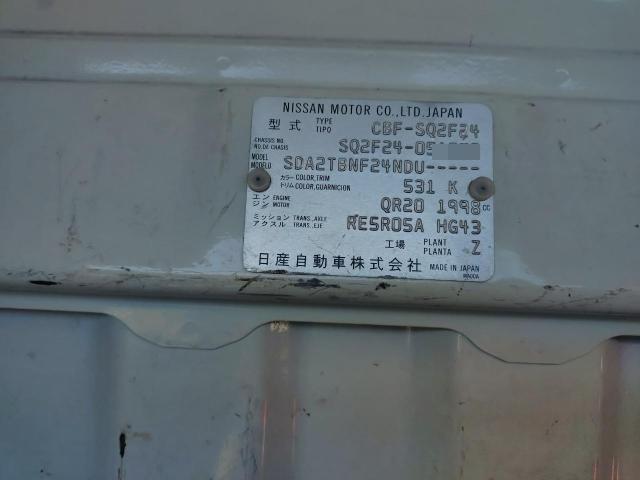 NISSAN MOTOR CO.,LTD.JAPAN
型式 TYPE TIPO CBF-SQ2F24
CHASSIS NO. NO.DE CHASIS SQ2F24-05
MODEL MODELO SDA2TBNF24NDU-----
カラー COLOR,TRIM
トリム COLOR,GUARNICION 531 K
エンジン ENGINE MOTOR QR20 1998 cc
ミッション TRANS.,AXLE
アクスル TRANS.,EJE RE5R05A HG43
工場 PLANT PLANTA Z
日産自動車株式会社 MADE IN JAPAN